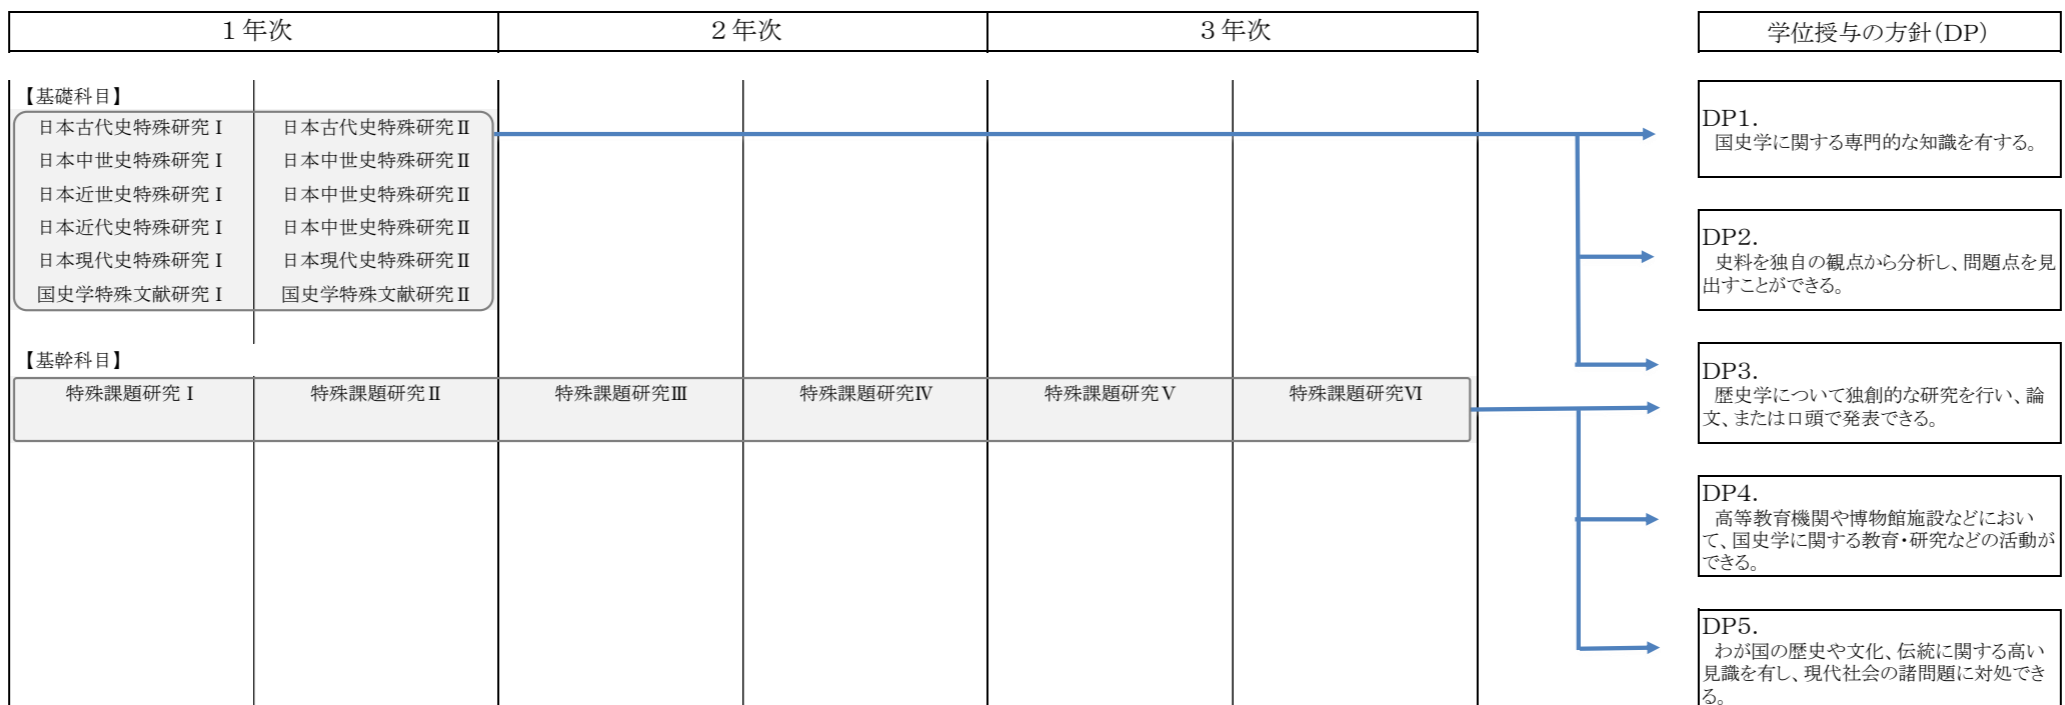 1年次 2年次 3年次 学位授与の方針(DP)
【基礎科目】
日本古代史特殊研究Ⅰ 日本古代史特殊研究Ⅱ
日本中世史特殊研究Ⅰ 日本中世史特殊研究Ⅱ
日本近世史特殊研究Ⅰ 日本中世史特殊研究Ⅱ
日本近代史特殊研究Ⅰ 日本中世史特殊研究Ⅱ
日本現代史特殊研究Ⅰ 日本現代史特殊研究Ⅱ
国史学特殊文献研究Ⅰ 国史学特殊文献研究Ⅱ
【基幹科目】
特殊課題研究Ⅰ 特殊課題研究Ⅱ 特殊課題研究Ⅲ 特殊課題研究Ⅳ 特殊課題研究Ⅴ 特殊課題研究Ⅵ
DP1.
国史学に関する専門的な知識を有する。
DP2.
史料を独自の観点から分析し、問題点を見
出すことができる。
DP3.
歴史学について独創的な研究を行い、論
文、または口頭で発表できる。
DP4.
高等教育機関や博物館施設などにおい
て、国史学に関する教育・研究などの活動が
できる。
DP5.
わが国の歴史や文化、伝統に関する高い
見識を有し、現代社会の諸問題に対処でき
る。